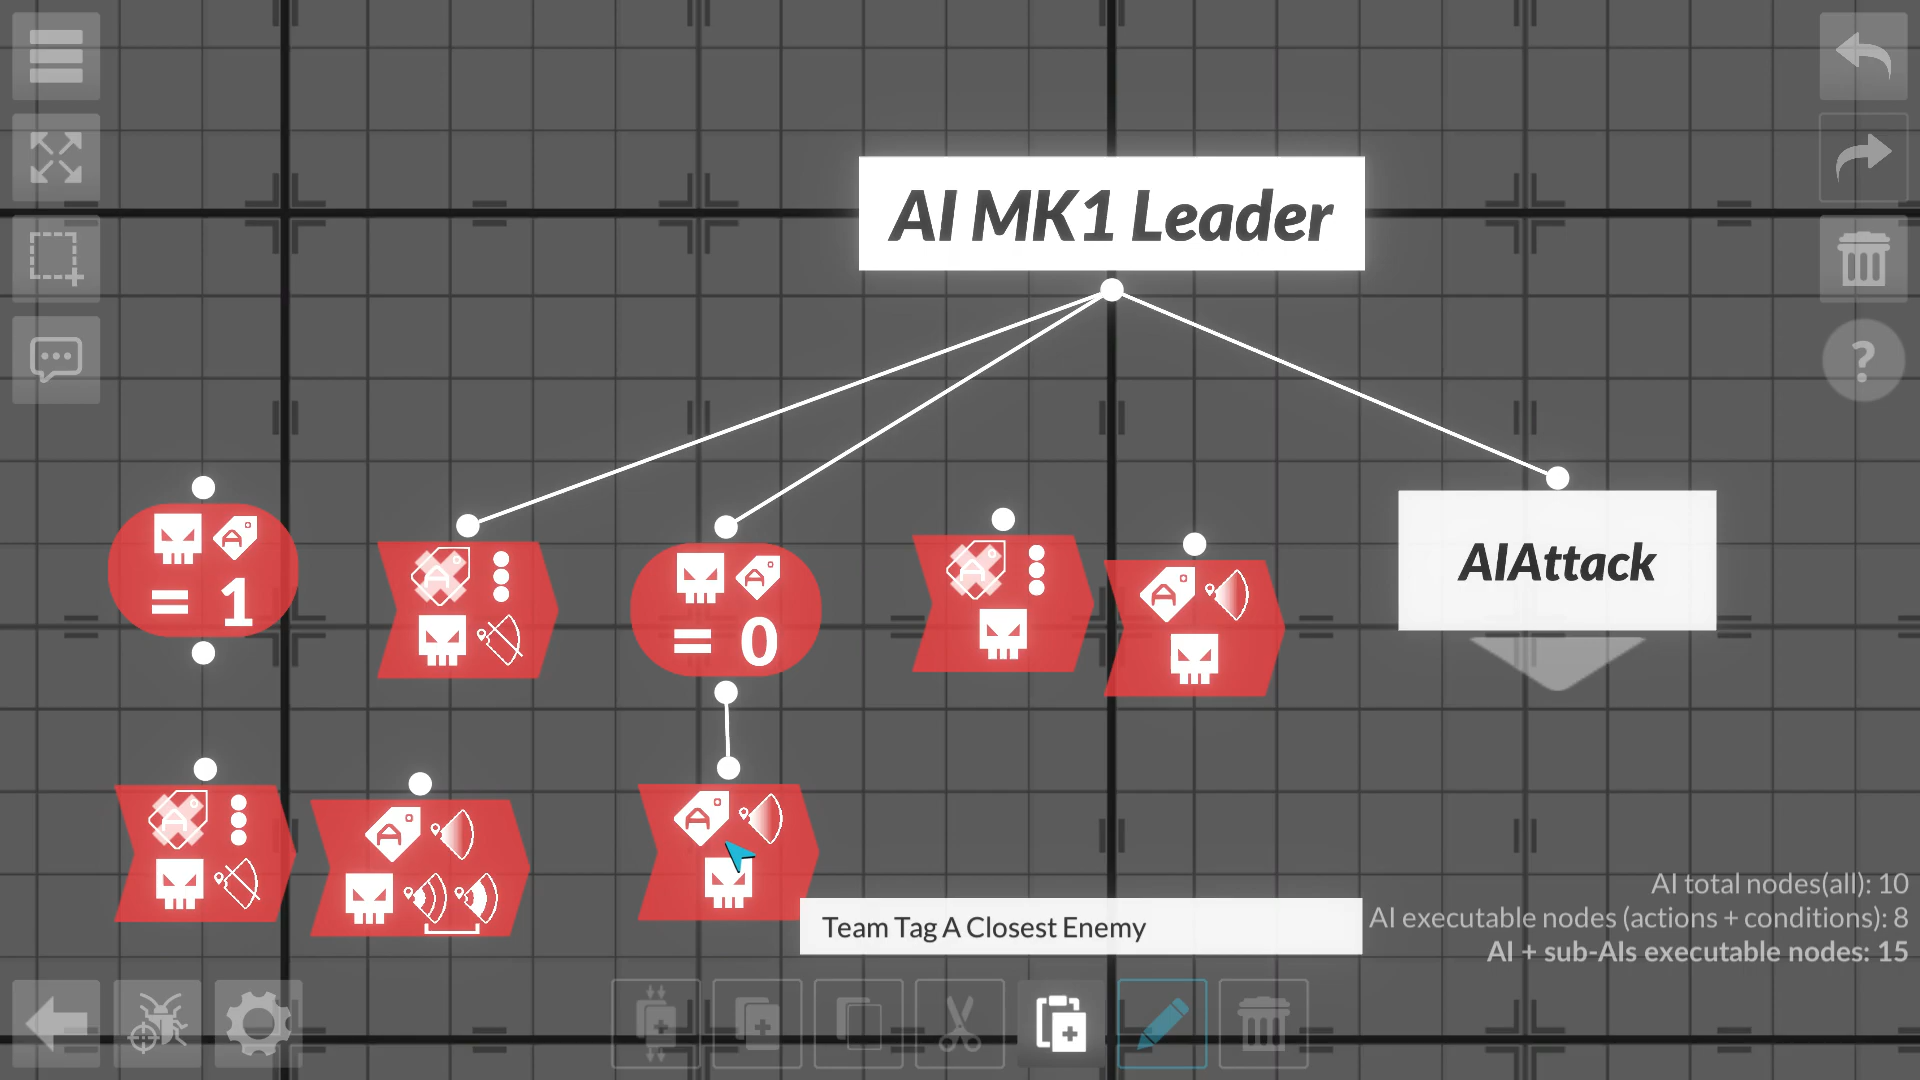 AI MK1 Leader
?
A
= 1
A
A
= 0
A
A
AIAttack
A
A
A
Team Tag A Closest Enemy
AI total nodes(all): 10
AI executable nodes (actions + conditions): 8
AI + sub-AIs executable nodes: 15